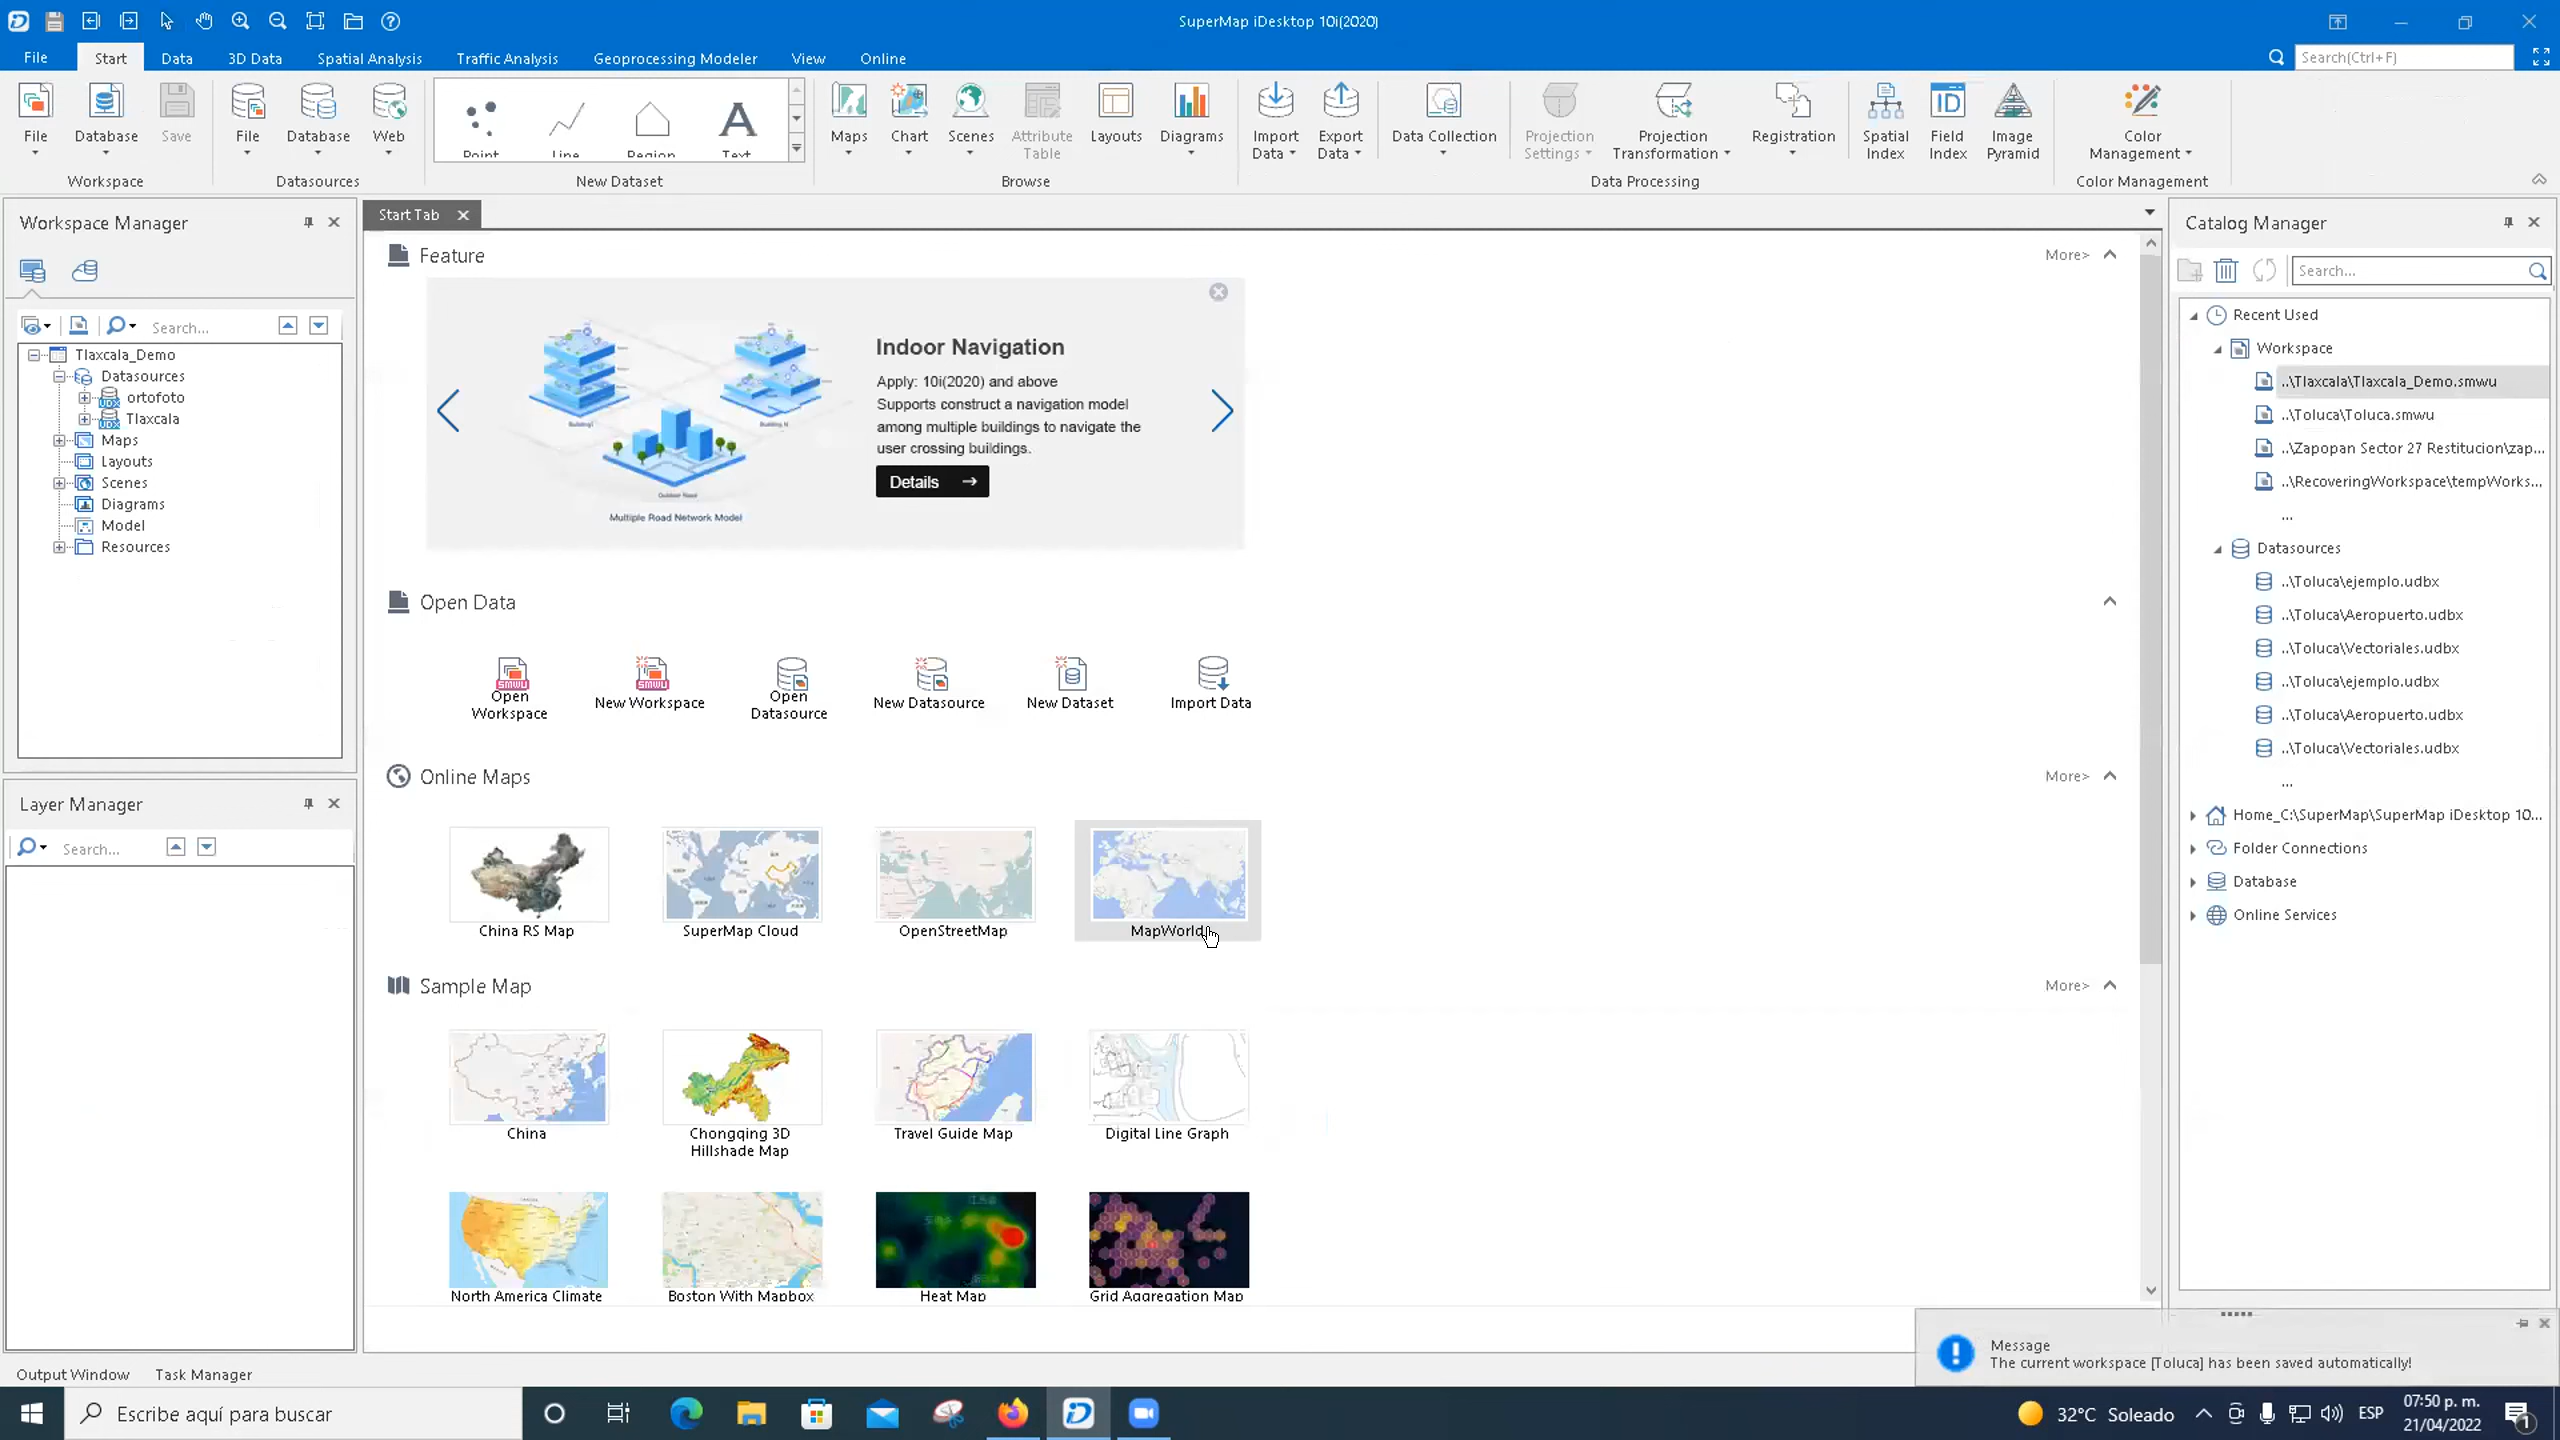 SuperMap iDesktop 10i(2020)
File
Start
Data
3D Data
Spatial Analysis
Traffic Analysis
Geoprocessing Modeler
View
Online
Search(Ctrl+F)
File
Database
Save
Workspace
File
Database
Web
Datasources
Point
Line
Region
Text
New Dataset
Maps
Chart
Scenes
Attribute
Table
Layouts
Diagrams
Browse
Import
Data
Export
Data
Data Collection
Projection
Settings
Projection
Transformation
Registration
Data Processing
Spatial
Index
Field
Index
Image
Pyramid
Color
Management
Color Management
Workspace Manager
Search...
Tlaxcala_Demo
Datasources
ortofoto
Tlaxcala
Maps
Layouts
Scenes
Diagrams
Model
Resources
Layer Manager
Search...
Output Window
Task Manager
Start Tab
Feature
More>
Indoor Navigation
Apply: 10i(2020) and above
Supports construct a navigation model
among multiple buildings to navigate the
user crossing buildings.
Details
Multiple Road Network Model
Open Data
Open
Workspace
New Workspace
Open
Datasource
New Datasource
New Dataset
Import Data
Online Maps
More>
China RS Map
SuperMap Cloud
OpenStreetMap
MapWorld
Sample Map
More>
China
Chongqing 3D
Hillshade Map
Travel Guide Map
Digital Line Graph
North America Climate
Boston With Mapbox
Heat Map
Grid Aggregation Map
Catalog Manager
Search...
Recent Used
Workspace
..\Tlaxcala\Tlaxcala_Demo.smwu
..\Toluca\Toluca.smwu
..\Zapopan Sector 27 Restitucion\zap...
..\RecoveringWorkspace\tempWorks...
...
Datasources
..\Toluca\ejemplo.udbx
..\Toluca\Aeropuerto.udbx
..\Toluca\Vectoriales.udbx
..\Toluca\ejemplo.udbx
..\Toluca\Aeropuerto.udbx
..\Toluca\Vectoriales.udbx
...
Home_C:\SuperMap\SuperMap iDesktop 10...
Folder Connections
Database
Online Services
Message
The current workspace [Toluca] has been saved automatically!
Escribe aquí para buscar
32°C Soleado
ESP
07:50 p. m.
21/04/2022
1